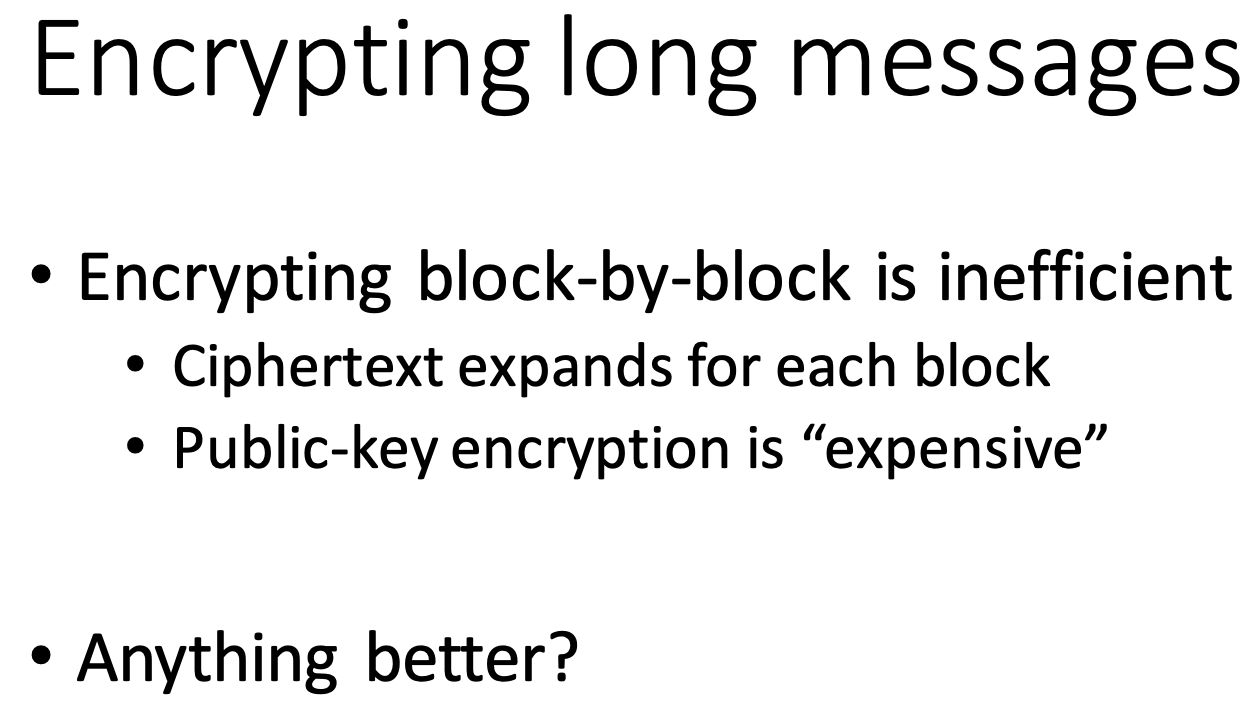 Encrypting long messages
• Encrypting block-by-block is inefficient
• Ciphertext expands for each block
• Public-key encryption is “expensive”
• Anything better?